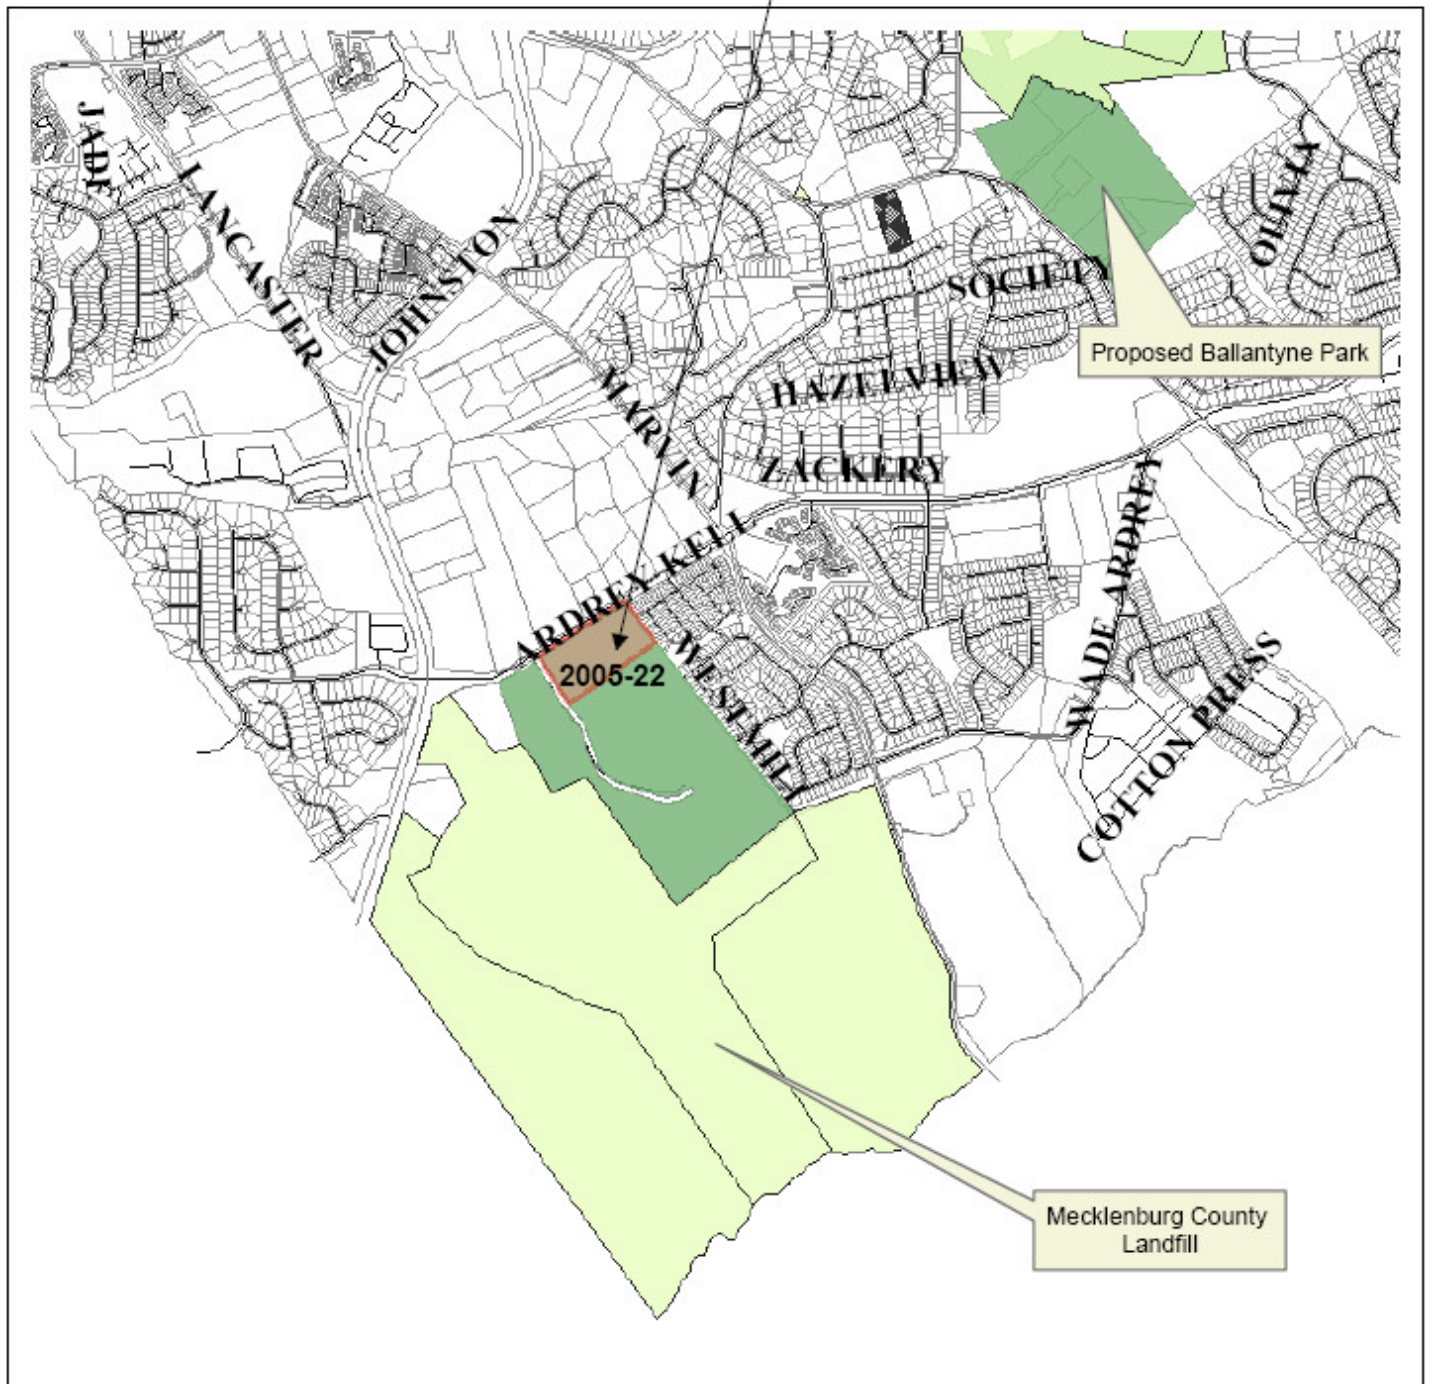 JADE
LANCASTER
JOHNSTON
OLIVIA
SOCIETY
Proposed Ballantyne Park
HAZELVIEW
MARVIN
ZACKERY
WADE ARDREY
ARDREY KELL
2005-22
WESTMILL
COTTON PRESS
Mecklenburg County
Landfill